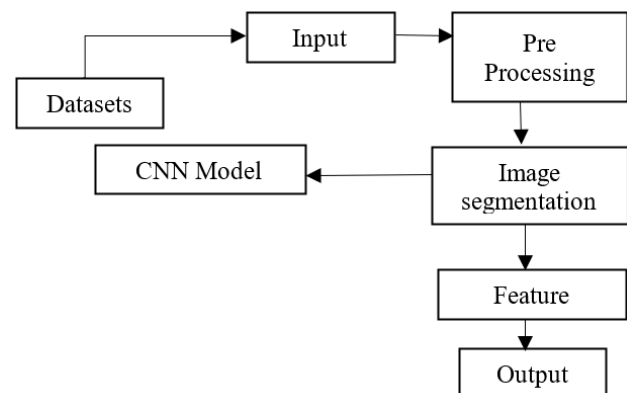 Input
Pre
Processing
Datasets
CNN Model
Image
segmentation
Feature
Output